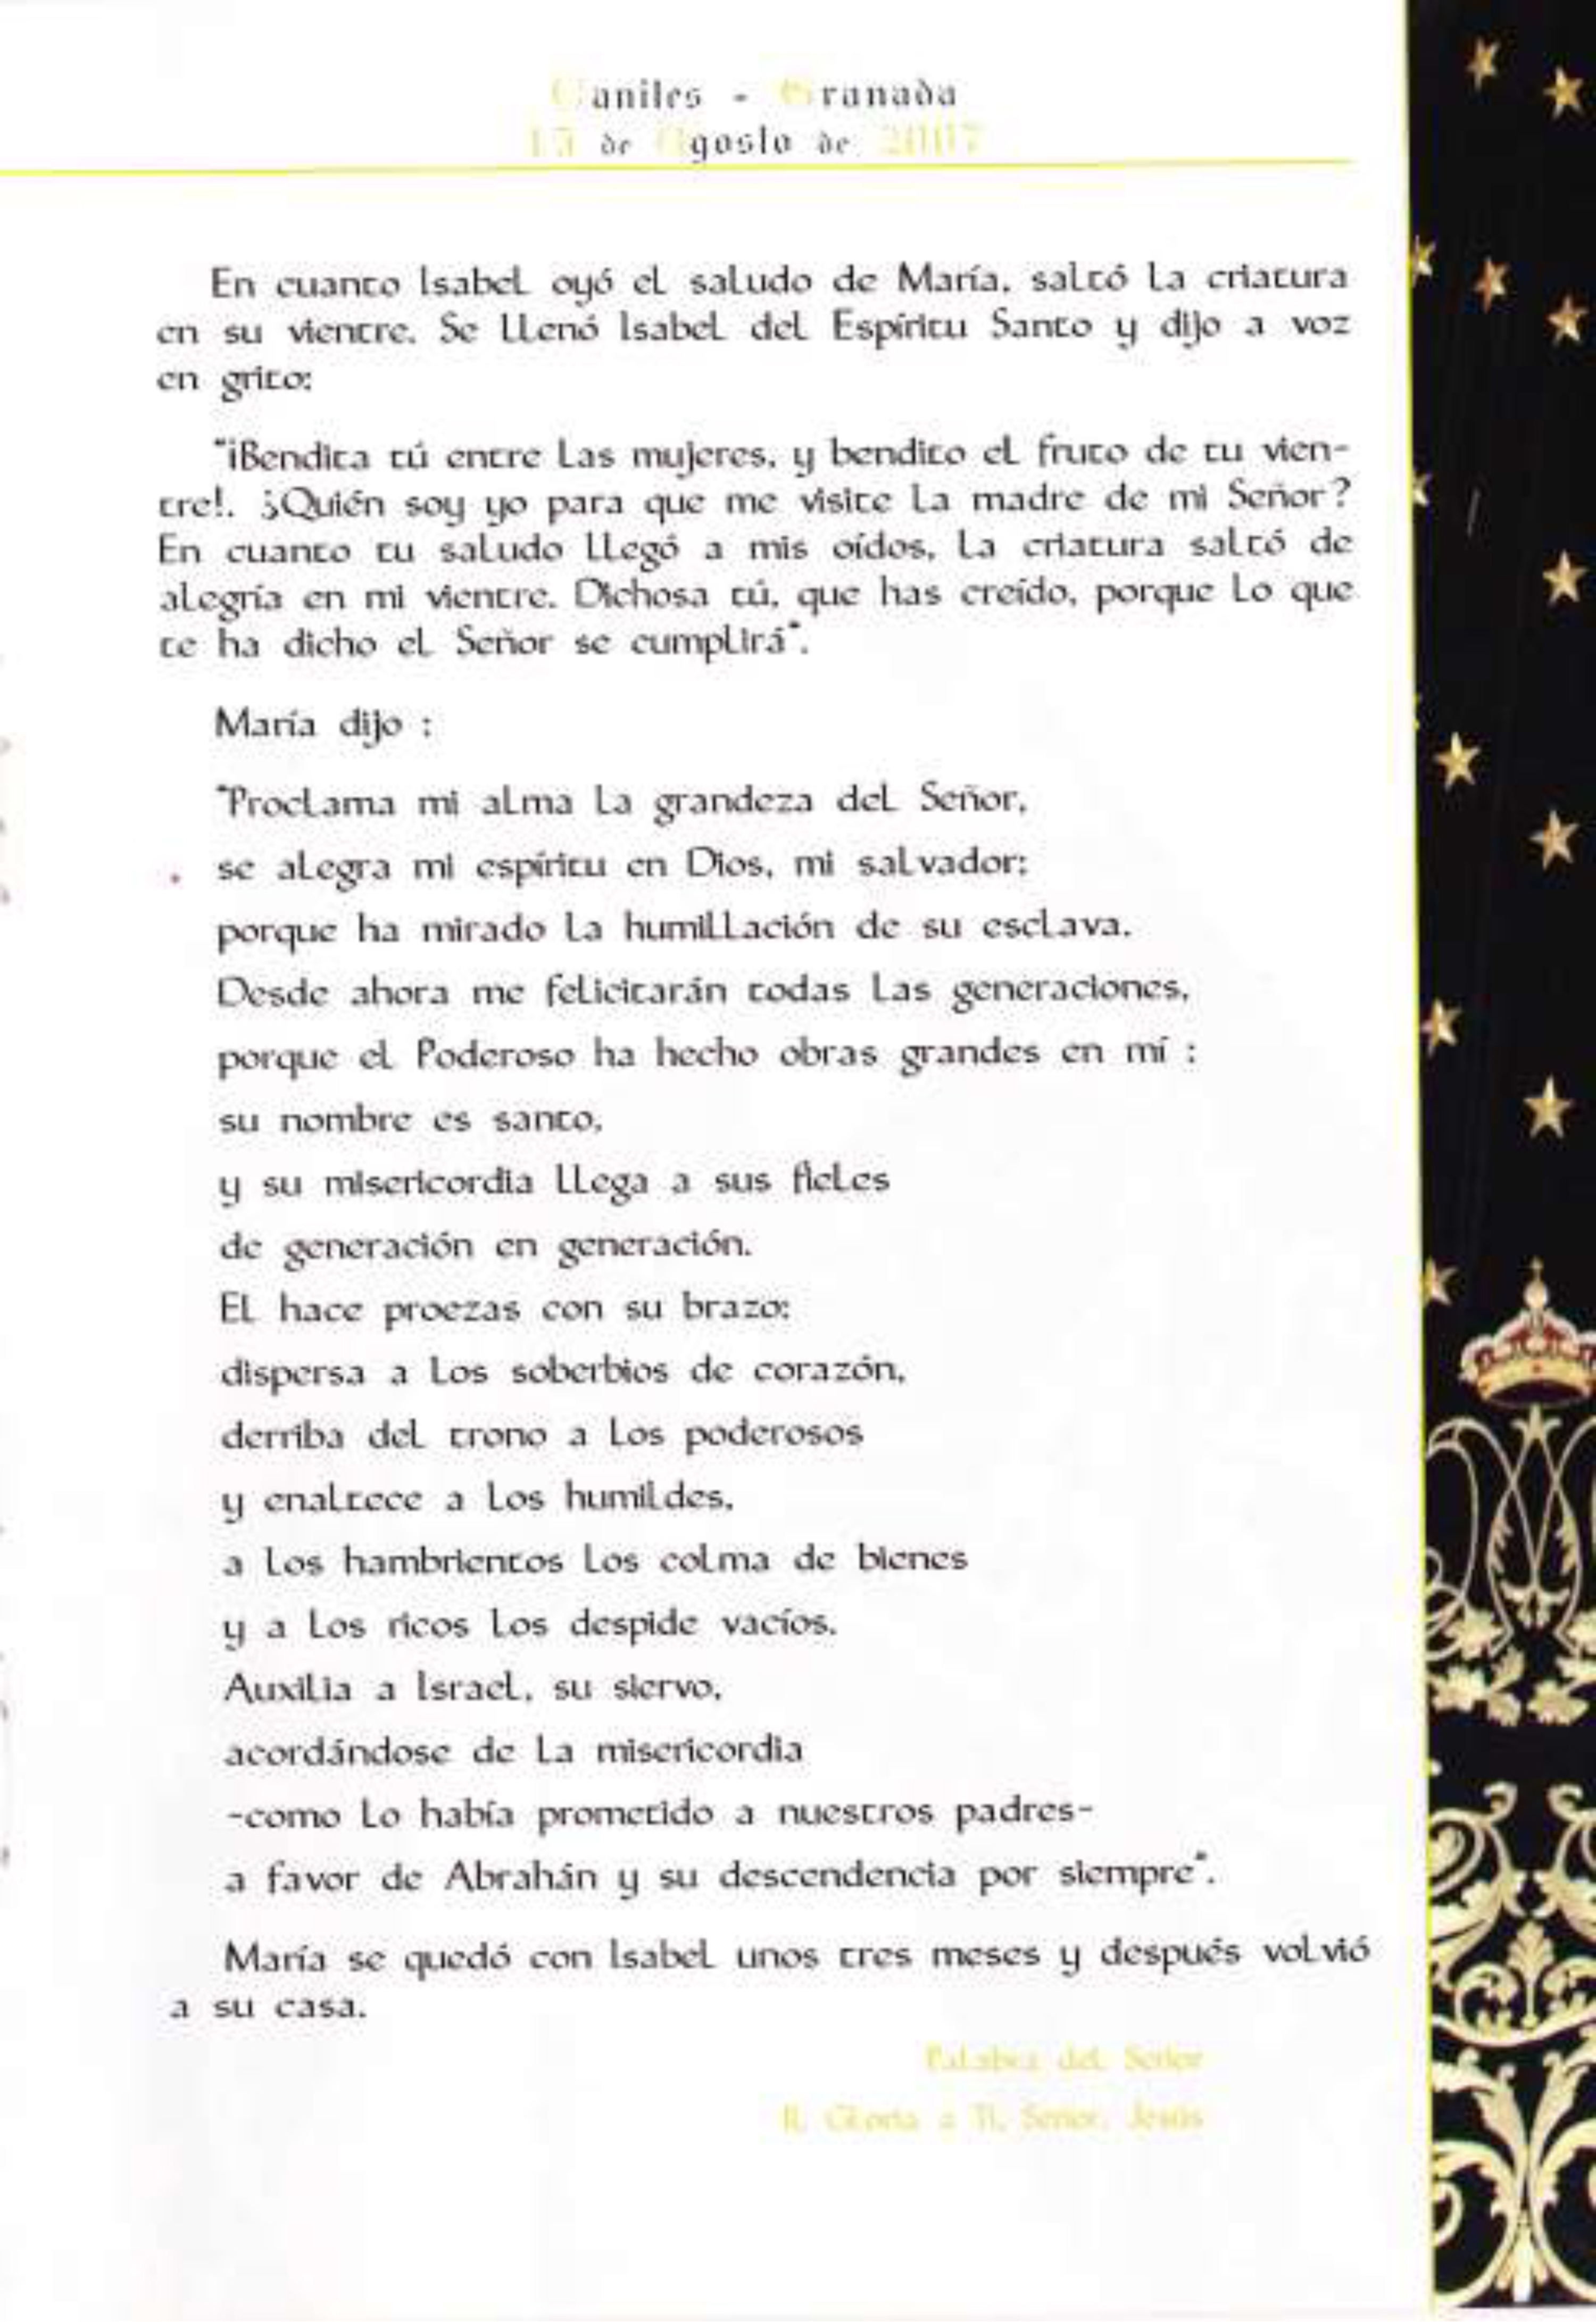 Caniles - Granada
15 de Agosto de 2007
En cuanto Isabel oyó el saludo de María, saltó la criatura
en su vientre. Se llenó Isabel del Espíritu Santo y dijo a voz
en grito:
"¡Bendita tú entre las mujeres, y bendito el fruto de tu vien-
tre!. ¿Quién soy yo para que me visite la madre de mi Señor?
En cuanto tu saludo llegó a mis oídos, la criatura saltó de
alegría en mi vientre. Dichosa tú, que has creído, porque lo que
te ha dicho el Señor se cumplirá".
María dijo :
"Proclama mi alma la grandeza del Señor,
se alegra mi espíritu en Dios, mi salvador;
porque ha mirado la humillación de su esclava.
Desde ahora me felicitarán todas las generaciones,
porque el Poderoso ha hecho obras grandes en mí :
su nombre es santo,
y su misericordia llega a sus fieles
de generación en generación.
El hace proezas con su brazo:
dispersa a los soberbios de corazón,
derriba del trono a los poderosos
y enaltece a los humildes,
a los hambrientos los colma de bienes
y a los ricos los despide vacíos.
Auxilia a Israel, su siervo,
acordándose de la misericordia
-como lo había prometido a nuestros padres-
a favor de Abrahán y su descendencia por siempre".
María se quedó con Isabel unos tres meses y después volvió
a su casa.
Palabra del Señor
R. Gloria a Ti, Señor, Jesús